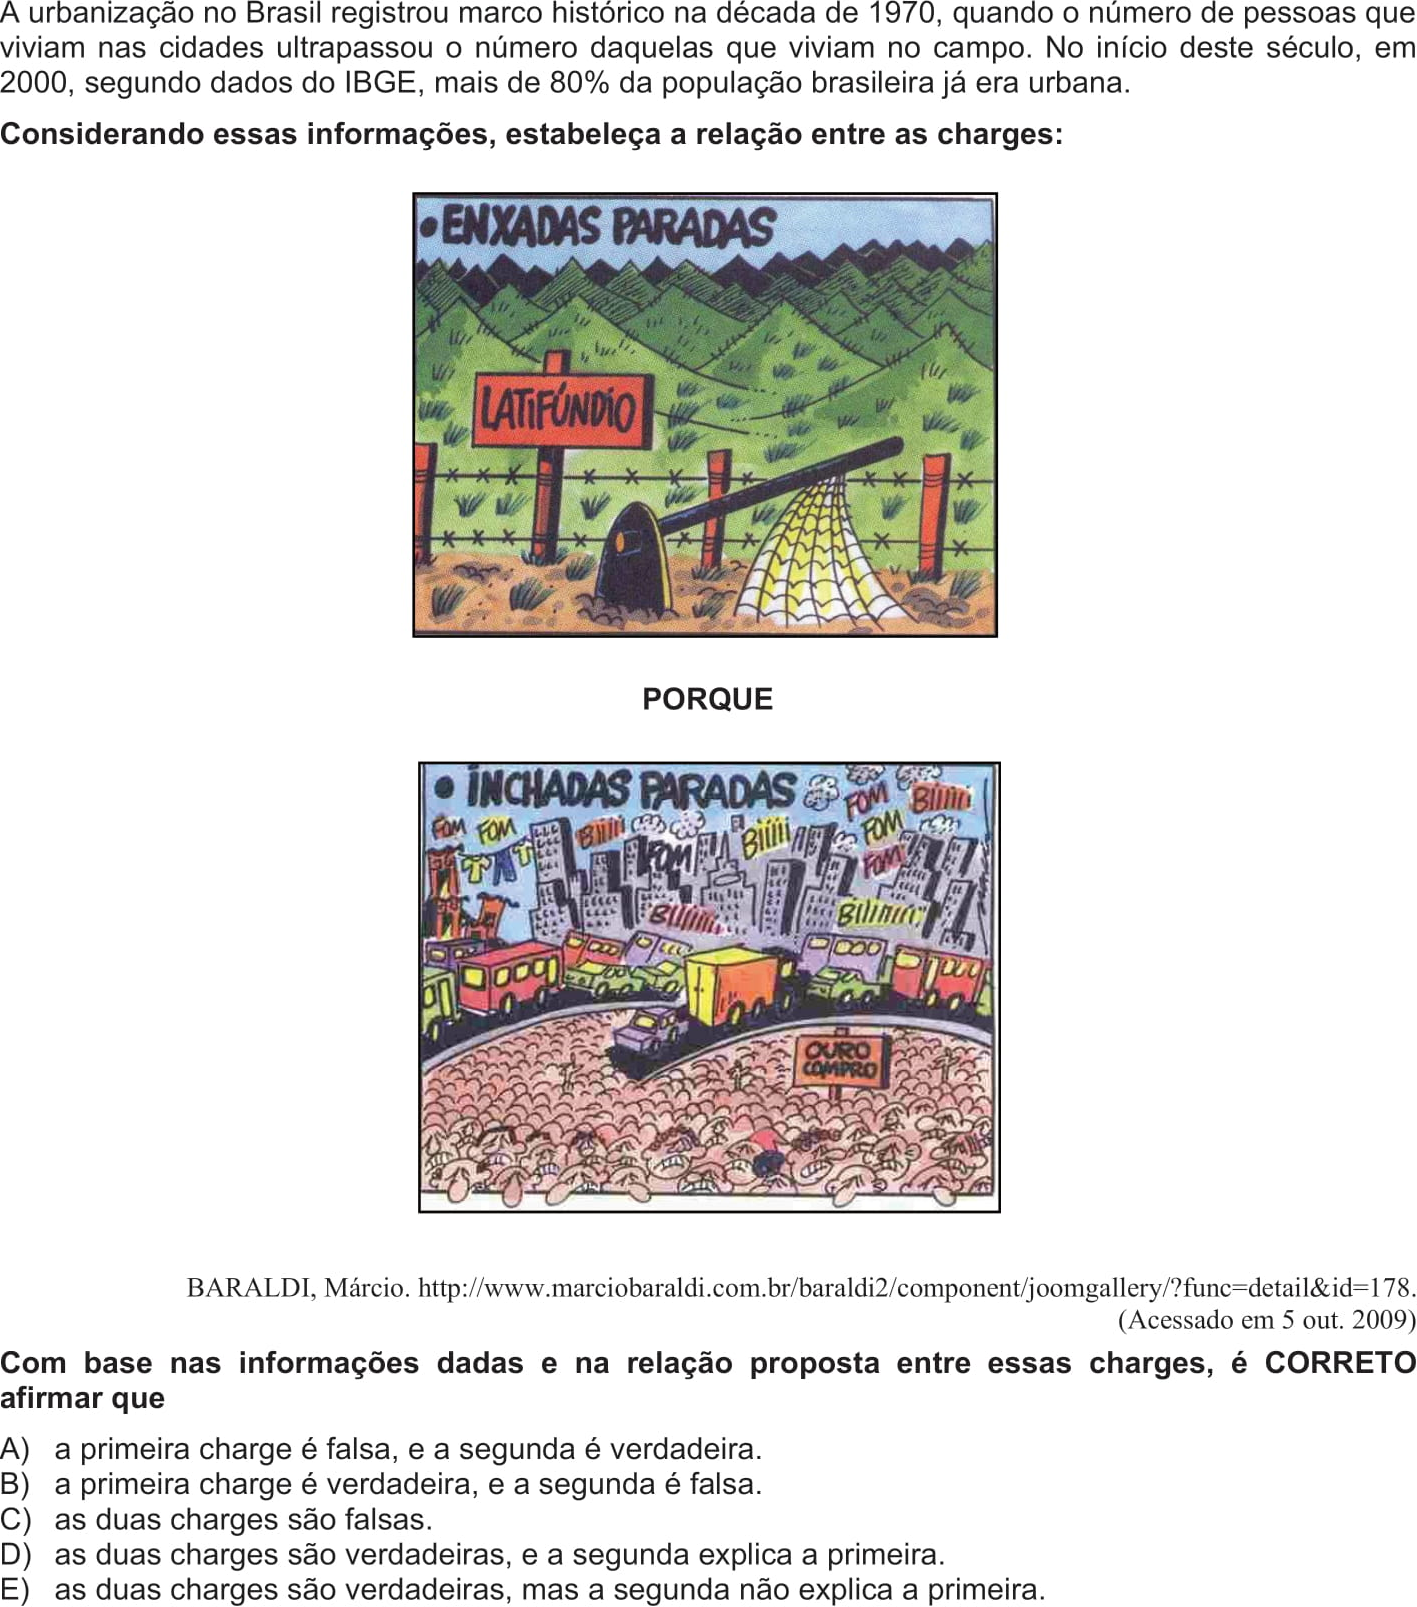 A urbanização no Brasil registrou marco histórico na década de 1970, quando o número de pessoas que
viviam nas cidades ultrapassou o número daquelas que viviam no campo. No início deste século, em
2000, segundo dados do IBGE, mais de 80% da população brasileira já era urbana.
Considerando essas informações, estabeleça a relação entre as charges:
• ENXADAS PARADAS
LATIFÚNDIO
PORQUE
• INCHADAS PARADAS
FOM
BIIIIII
FOM
FOM
BIIIII
BIIIII
FOM
FOM
FOM
BIIIIIII
BIIIIIIII
OURO
COMPRO
BARALDI, Márcio. http://www.marciobaraldi.com.br/baraldi2/component/joomgallery/?func=detail&id=178.
(Acessado em 5 out. 2009)
Com base nas informações dadas e na relação proposta entre essas charges, é CORRETO
afirmar que
A) a primeira charge é falsa, e a segunda é verdadeira.
B) a primeira charge é verdadeira, e a segunda é falsa.
C) as duas charges são falsas.
D) as duas charges são verdadeiras, e a segunda explica a primeira.
E) as duas charges são verdadeiras, mas a segunda não explica a primeira.